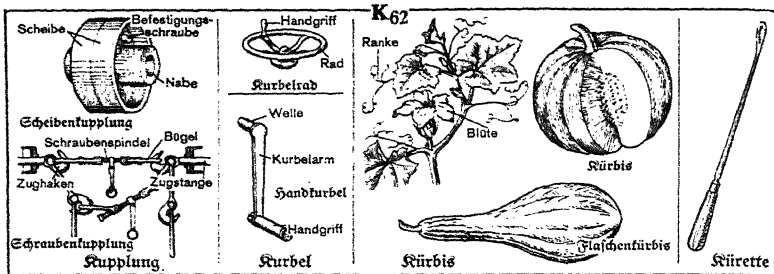 K62
Scheibe
Befestigungs-
schraube
Nabe
Scheibenkupplung
Schraubenspindel
Bügel
Zughaken
Zugstange
Schraubenkupplung
Kupplung
Handgriff
Rad
Kurbelrad
Welle
Kurbelarm
Handkurbel
Handgriff
Kurbel
Ranke
Blüte
Kürbis
Flaschenkürbis
Kürbis
Kürette